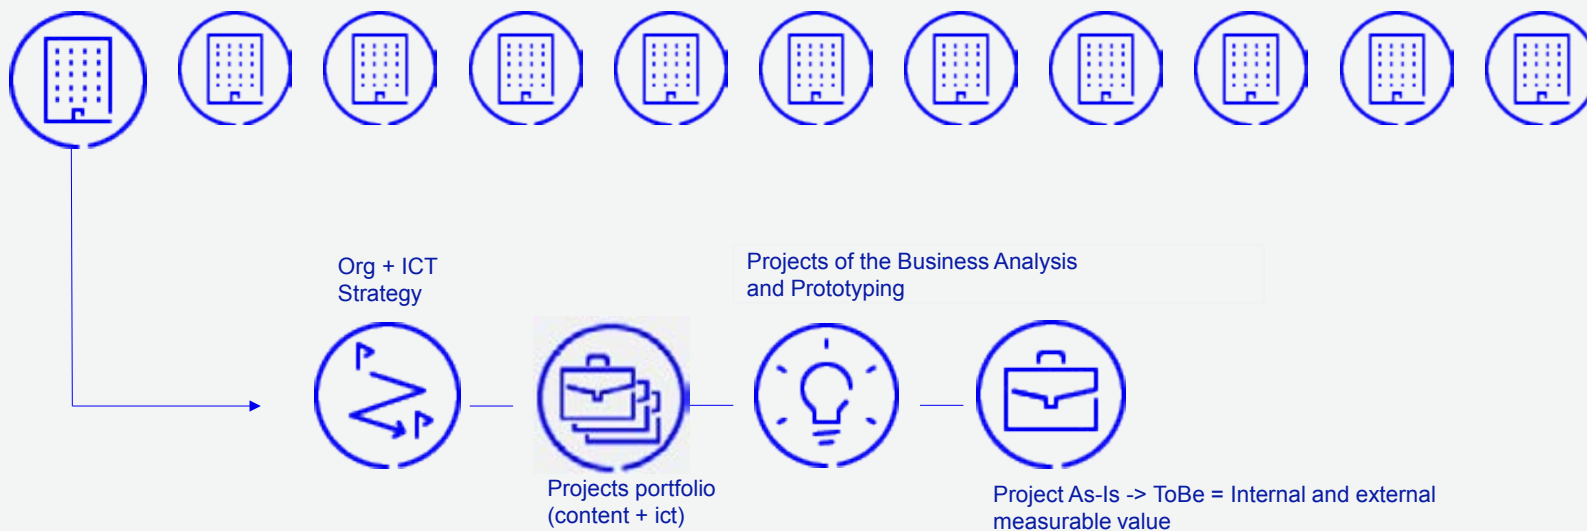 Org + ICT
Strategy
Projects of the Business Analysis
and Prototyping
Projects portfolio
(content + ict)
Project As-Is -> ToBe = Internal and external
measurable value